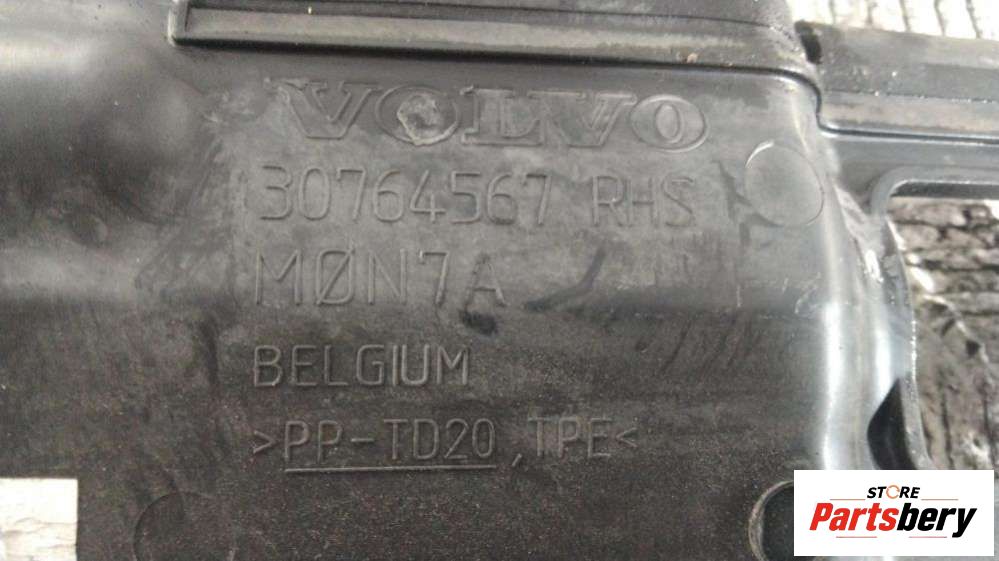 VOLVO
30764567 RHS
MØN7A
BELGIUM
>PP-TD20,TPE<
STORE
Partsbery